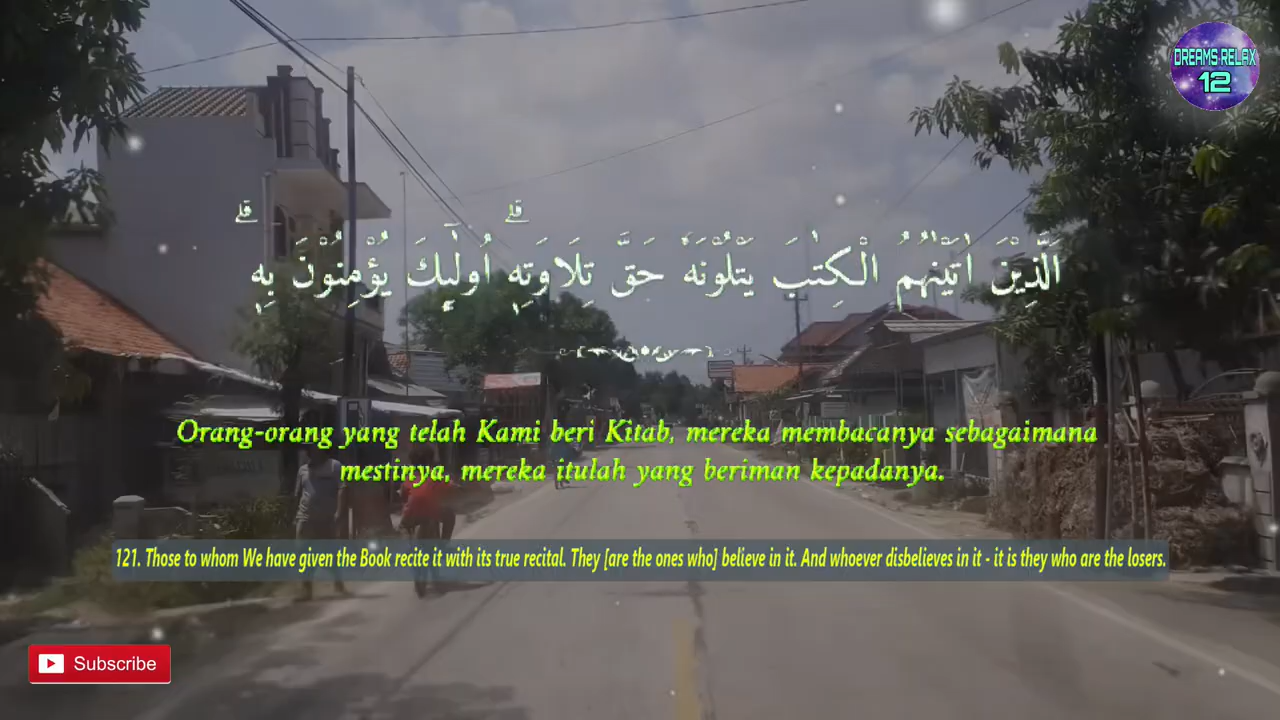 DREAMS RELAX
12
اَلَّذِيْنَ اٰتَيْنٰهُمُ الْكِتٰبَ يَتْلُوْنَهٗ حَقَّ تِلَاوَتِهٖۗ اُولٰۤىِٕكَ يُؤْمِنُوْنَ بِهٖۗ
Orang-orang yang telah Kami beri Kitab, mereka membacanya sebagaimana
mestinya, mereka itulah yang beriman kepadanya.
121. Those to whom We have given the Book recite it with its true recital. They [are the ones who] believe in it. And whoever disbelieves in it - it is they who are the losers.
Subscribe